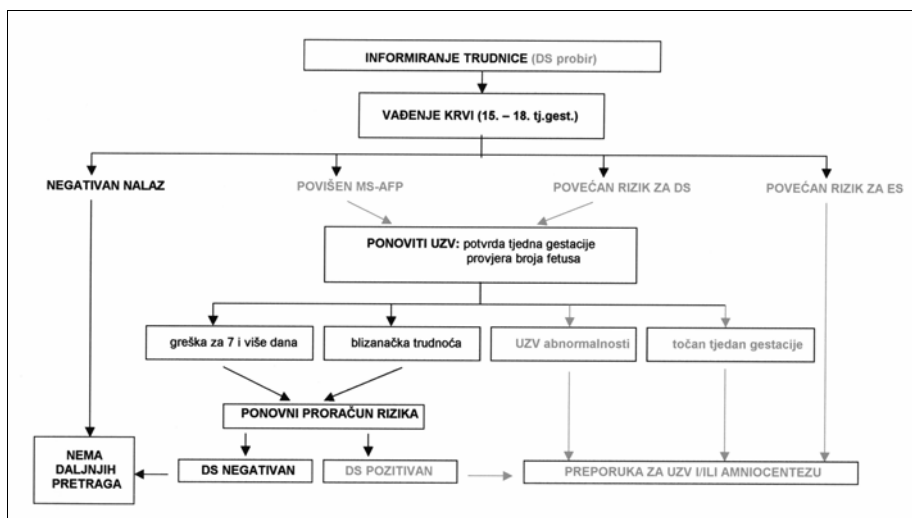 INFORMIRANJE TRUDNICE (DS probir)
VAĐENJE KRVI (15. – 18. tj.gest.)
NEGATIVAN NALAZ
POVIŠEN MS-AFP
POVEĆAN RIZIK ZA DS
POVEĆAN RIZIK ZA ES
PONOVITI UZV: potvrda tjedna gestacije
provjera broja fetusa
greška za 7 i više dana
blizanačka trudnoća
UZV abnormalnosti
točan tjedan gestacije
PONOVNI PRORAČUN RIZIKA
NEMA
DALJNJIH
PRETRAGA
DS NEGATIVAN
DS POZITIVAN
PREPORUKA ZA UZV I/ILI AMNIOCENTEZU